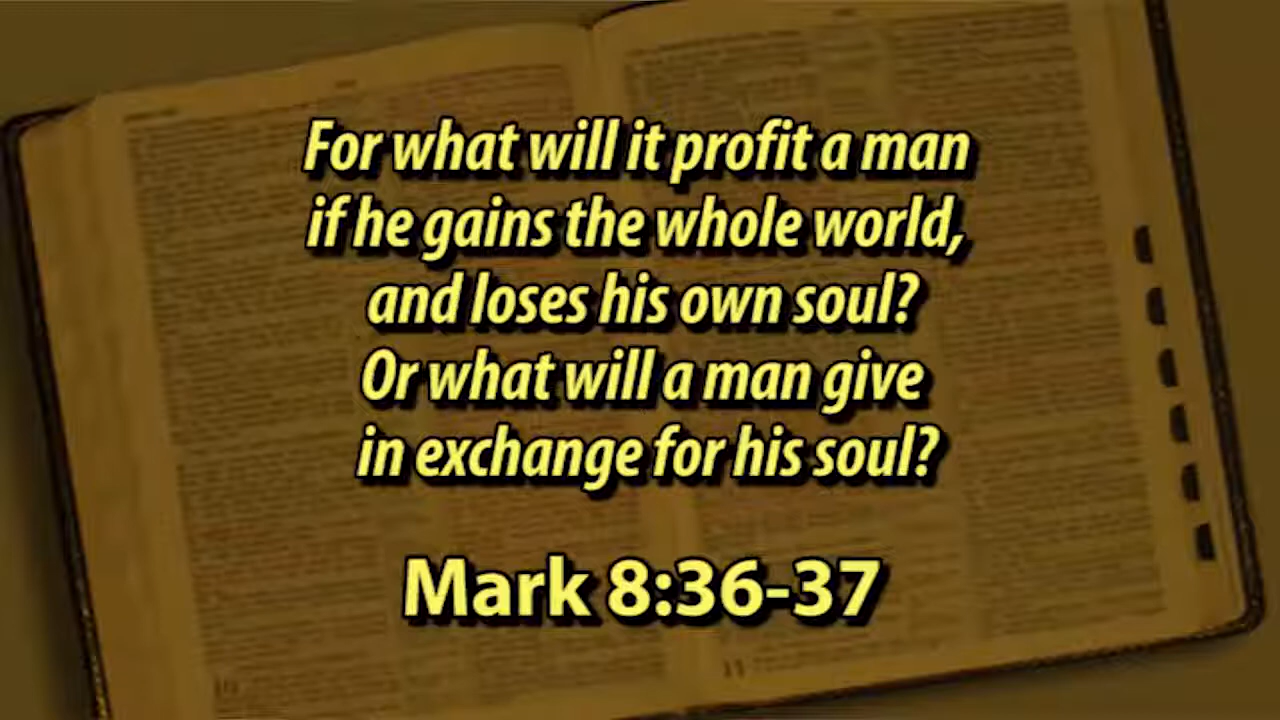 For what will it profit a man
if he gains the whole world,
and loses his own soul?
Or what will a man give
in exchange for his soul?
Mark 8:36-37